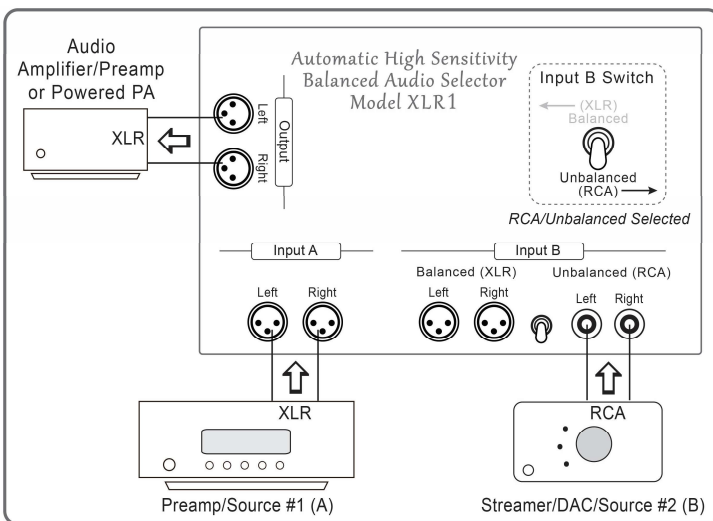 Audio
Amplifier/Preamp
or Powered PA
XLR
Left
Right
Output
Automatic High Sensitivity
Balanced Audio Selector
Model XLR1
Input B Switch
(XLR)
Balanced
Unbalanced
(RCA)
RCA/Unbalanced Selected
Input A
Left Right
Input B
Balanced (XLR) Unbalanced (RCA)
Left Right Left Right
XLR
Preamp/Source #1 (A)
RCA
Streamer/DAC/Source #2 (B)